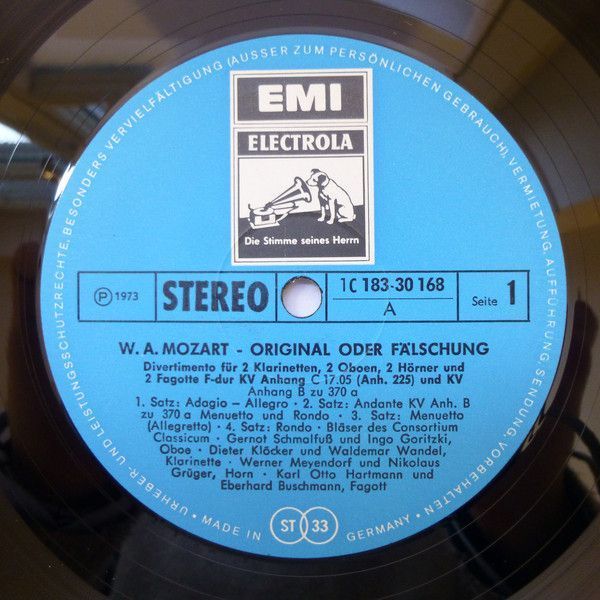 URHEBER- UND LEISTUNGSSCHUTZRECHTE, BESONDERS VERVIELFÄLTIGUNG (AUSSER ZUM PERSÖNLICHEN GEBRAUCH), VERMIETUNG, AUFFÜHRUNG, SENDUNG, VORBEHALTEN
EMI
ELECTROLA
Die Stimme seines Herrn
Ⓟ 1973
STEREO
1 C 183-30 168
A
Seite 1
W. A. MOZART - ORIGINAL ODER FÄLSCHUNG
Divertimento für 2 Klarinetten, 2 Oboen, 2 Hörner und
2 Fagotte F-dur KV Anhang C 17.05 (Anh. 225) und KV
Anhang B zu 370 a
1. Satz: Adagio – Allegro · 2. Satz: Andante KV Anh. B
zu 370 a Menuetto und Rondo · 3. Satz: Menuetto
(Allegretto) · 4. Satz: Rondo · Bläser des Consortium
Classicum · Gernot Schmalfuß und Ingo Goritzki,
Oboe · Dieter Klöcker und Waldemar Wandel,
Klarinette · Werner Meyendorf und Nikolaus
Grüger, Horn · Karl Otto Hartmann und
Eberhard Buschmann, Fagott
• MADE IN GERMANY •
ST 33